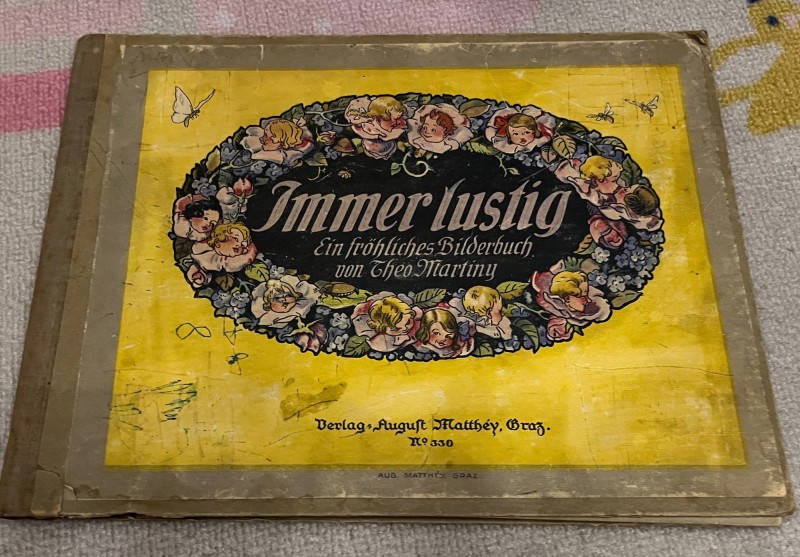 Immer lustig
Ein fröhliches Bilderbuch
von Theo Martiny
Verlag August Matthéy, Graz.
No 330
AUG. MATTHÉY GRAZ